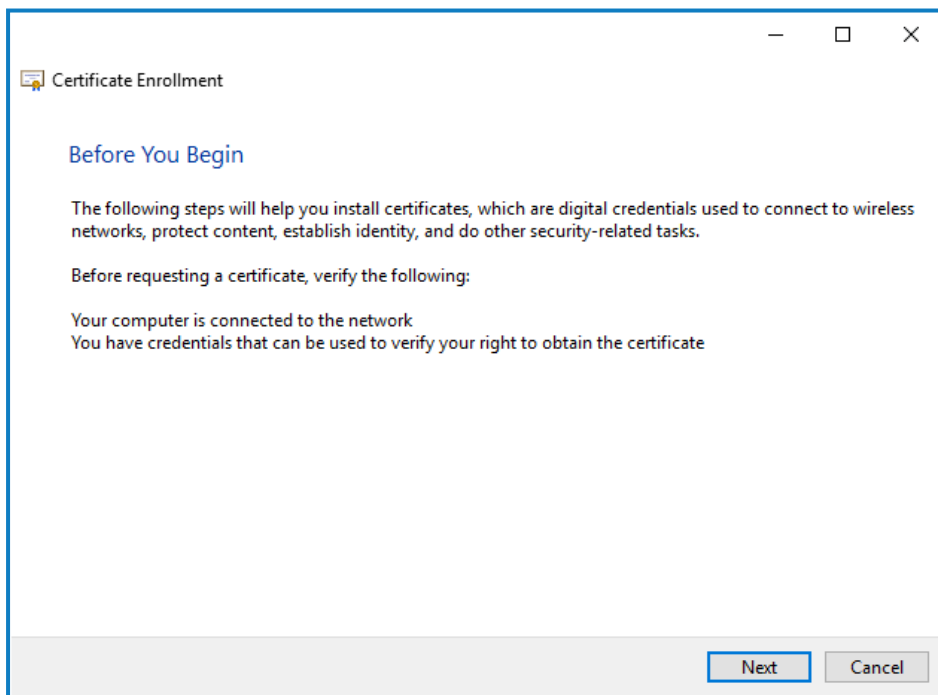 Certificate Enrollment
Before You Begin
The following steps will help you install certificates, which are digital credentials used to connect to wireless
networks, protect content, establish identity, and do other security-related tasks.
Before requesting a certificate, verify the following:
Your computer is connected to the network
You have credentials that can be used to verify your right to obtain the certificate
Next Cancel